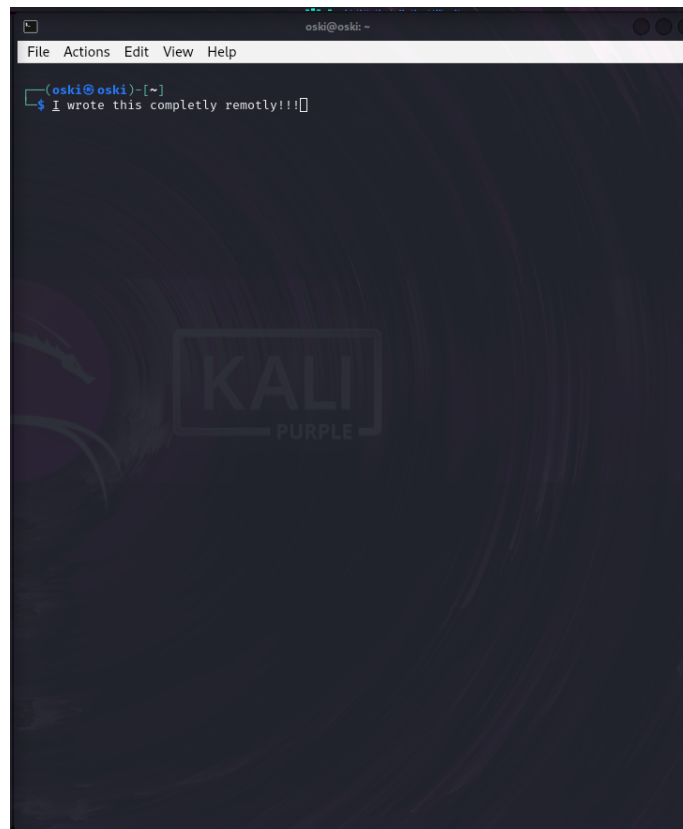 oski@oski: ~
File Actions Edit View Help
┌──(oski㉿oski)-[~]
└─$ I wrote this completly remotly!!!
KALI
PURPLE